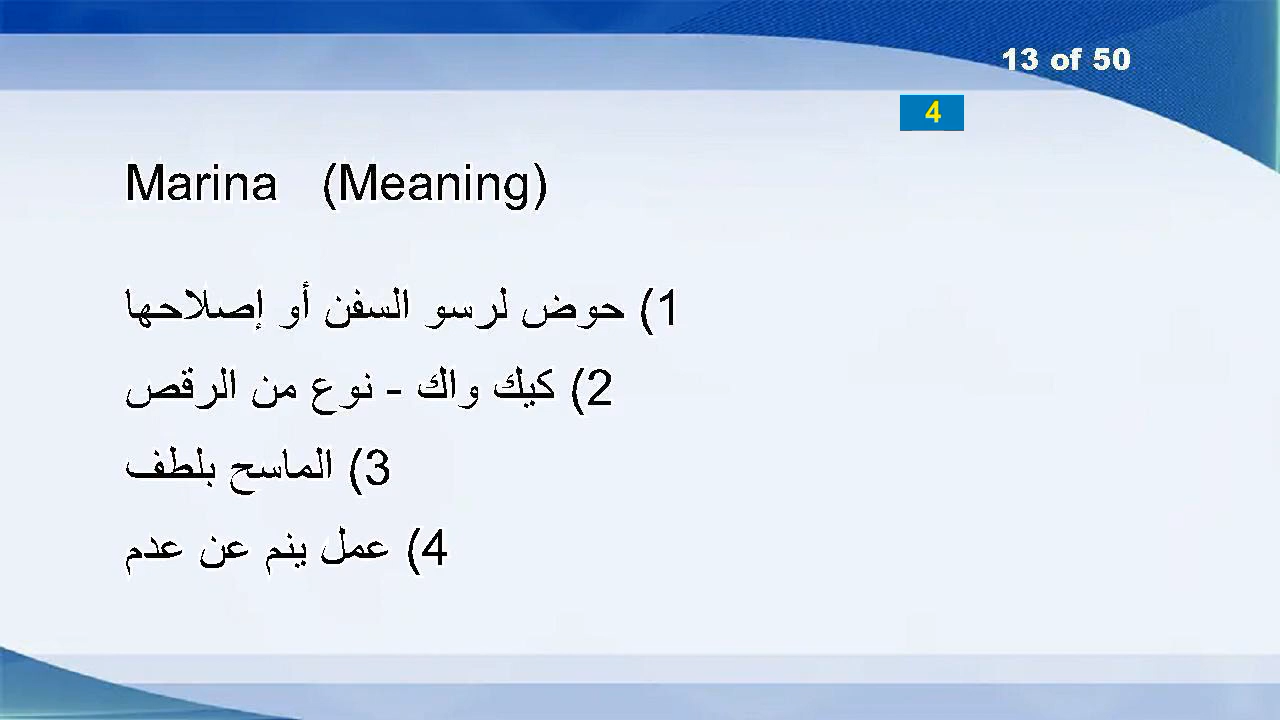 13 of 50
4
Marina (Meaning)
1) حوض لرسو السفن أو إصلاحها
2) كيك واك - نوع من الرقص
3) الماسح بلطف
4) عمل ينم عن عدم